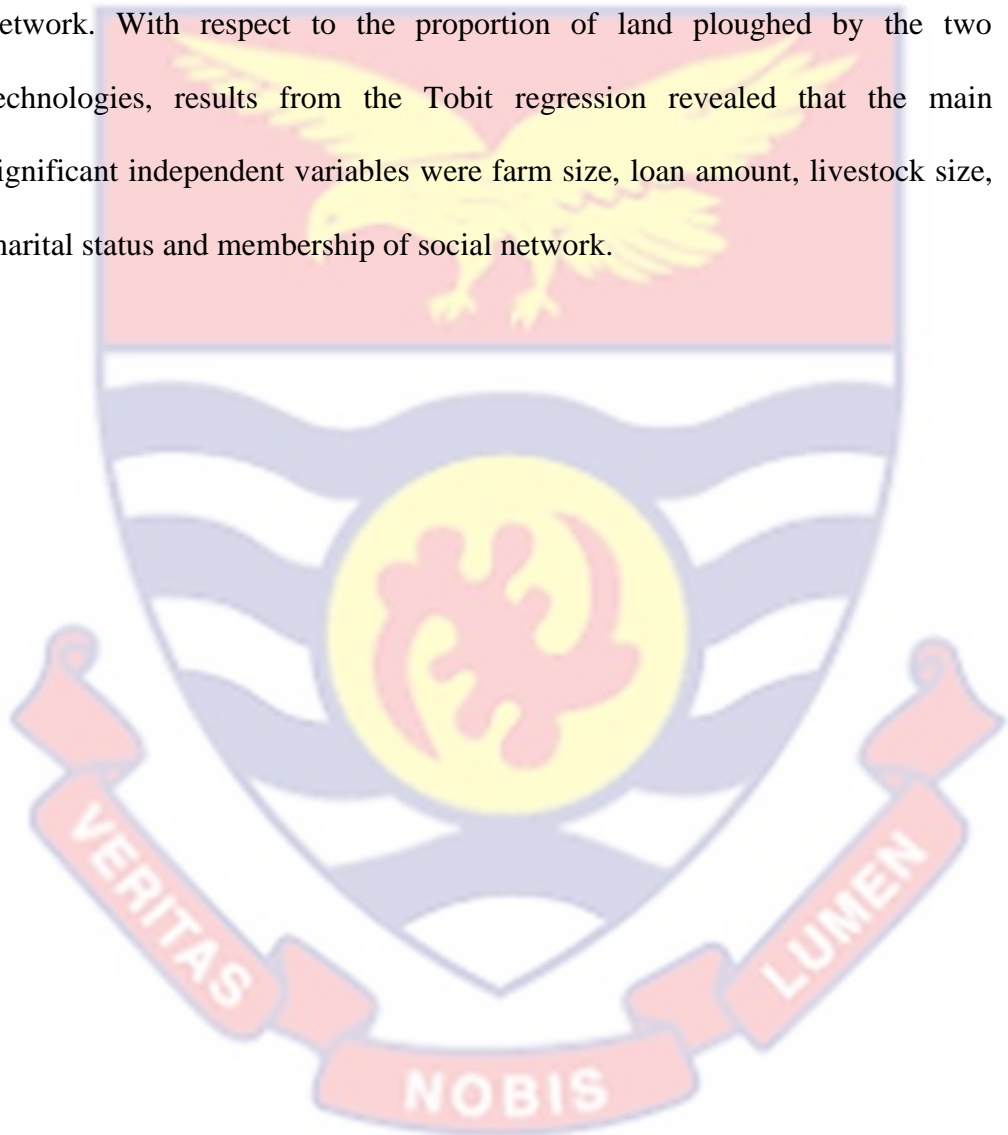 etwork. With respect to the proportion of land ploughed by the two
echnologies, results from the Tobit regression revealed that the main
ignificant independent variables were farm size, loan amount, livestock size,
narital status and membership of social network.
VERITAS
NOBIS
LUMEN